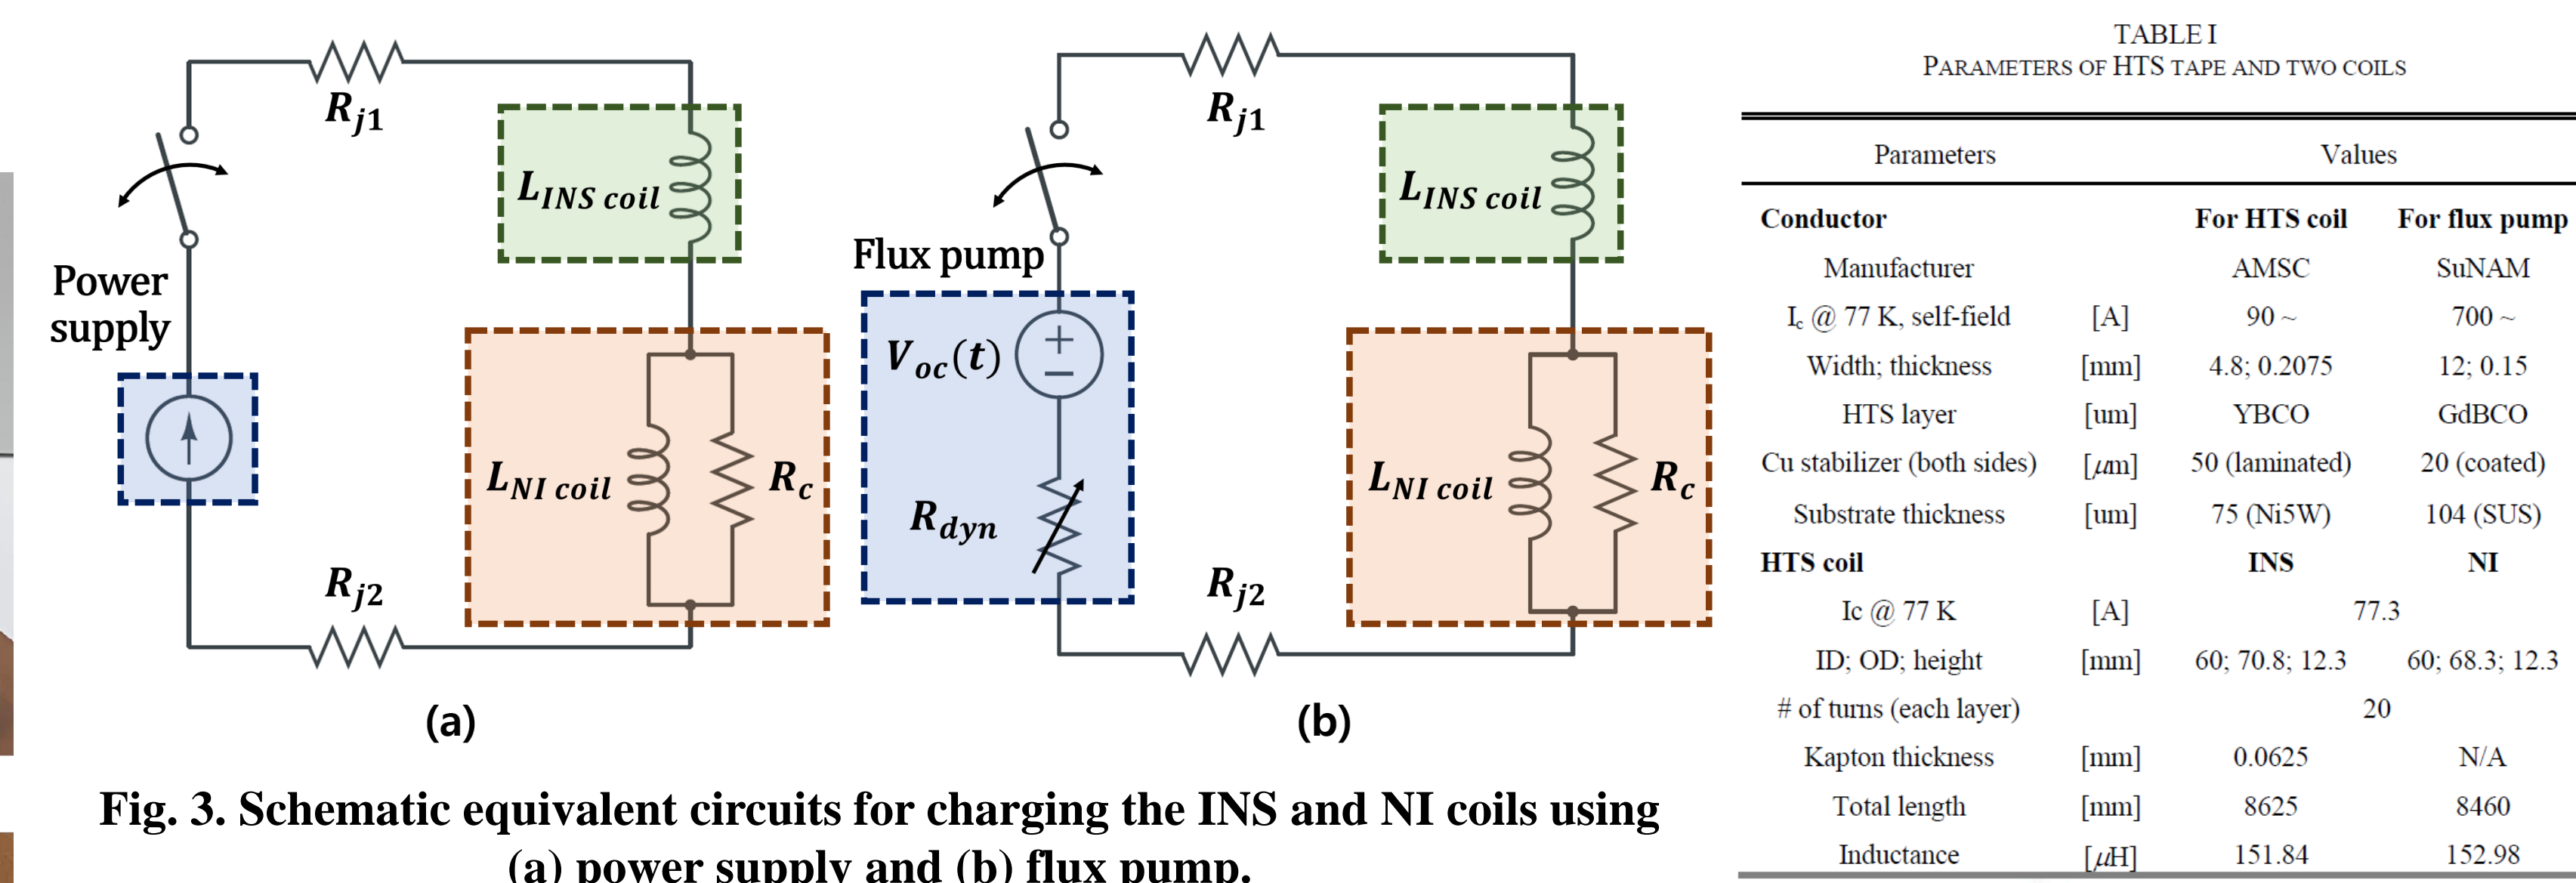 R_j1
L_INS coil
Power
supply
L_NI coil
R_c
R_j2
(a)
R_j1
L_INS coil
Flux pump
V_oc(t)
R_dyn
L_NI coil
R_c
R_j2
(b)
Fig. 3. Schematic equivalent circuits for charging the INS and NI coils using
(a) power supply and (b) flux pump.
TABLE I
PARAMETERS OF HTS TAPE AND TWO COILS
Parameters Values
Conductor For HTS coil For flux pump
Manufacturer AMSC SuNAM
I_c @ 77 K, self-field [A] 90 ~ 700 ~
Width; thickness [mm] 4.8; 0.2075 12; 0.15
HTS layer [um] YBCO GdBCO
Cu stabilizer (both sides) [μm] 50 (laminated) 20 (coated)
Substrate thickness [um] 75 (Ni5W) 104 (SUS)
HTS coil INS NI
Ic @ 77 K [A] 77.3
ID; OD; height [mm] 60; 70.8; 12.3 60; 68.3; 12.3
# of turns (each layer) 20
Kapton thickness [mm] 0.0625 N/A
Total length [mm] 8625 8460
Inductance [μH] 151.84 152.98